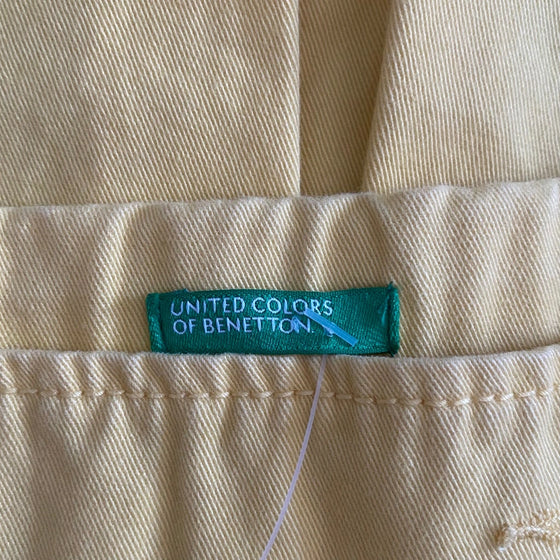 UNITED COLORS
OF BENETTON.